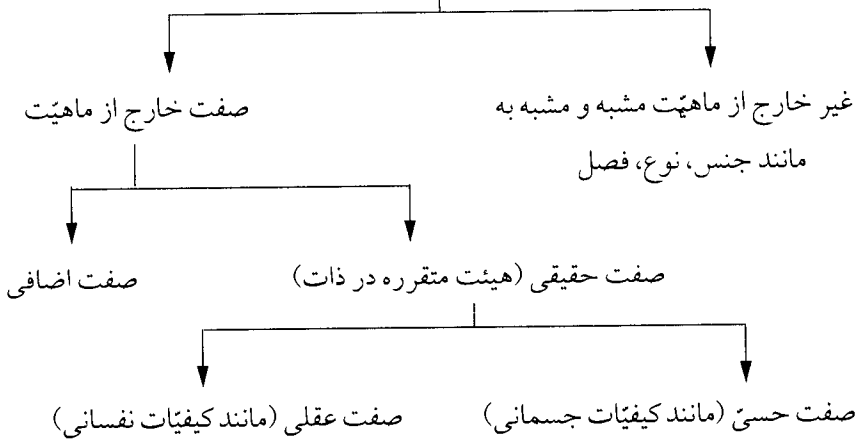 غیر خارج از ماهیّت مشبه و مشبه به
مانند جنس، نوع، فصل
صفت خارج از ماهیّت
صفت حقیقی (هیئت متقرره در ذات)
صفت اضافی
صفت حسیّ (مانند کیفیّات جسمانی)
صفت عقلی (مانند کیفیّات نفسانی)